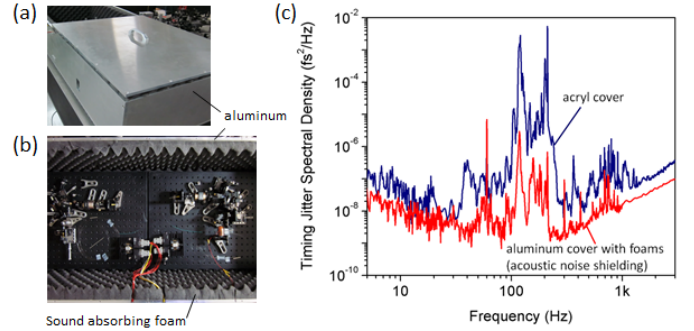 (a)
aluminum
(b)
Sound absorbing foam
(c)
Timing Jitter Spectral Density (fs²/Hz)
10⁻²
10⁻⁴
10⁻⁶
10⁻⁸
10⁻¹⁰
acryl cover
aluminum cover with foams
(acoustic noise shielding)
10
100
1k
Frequency (Hz)